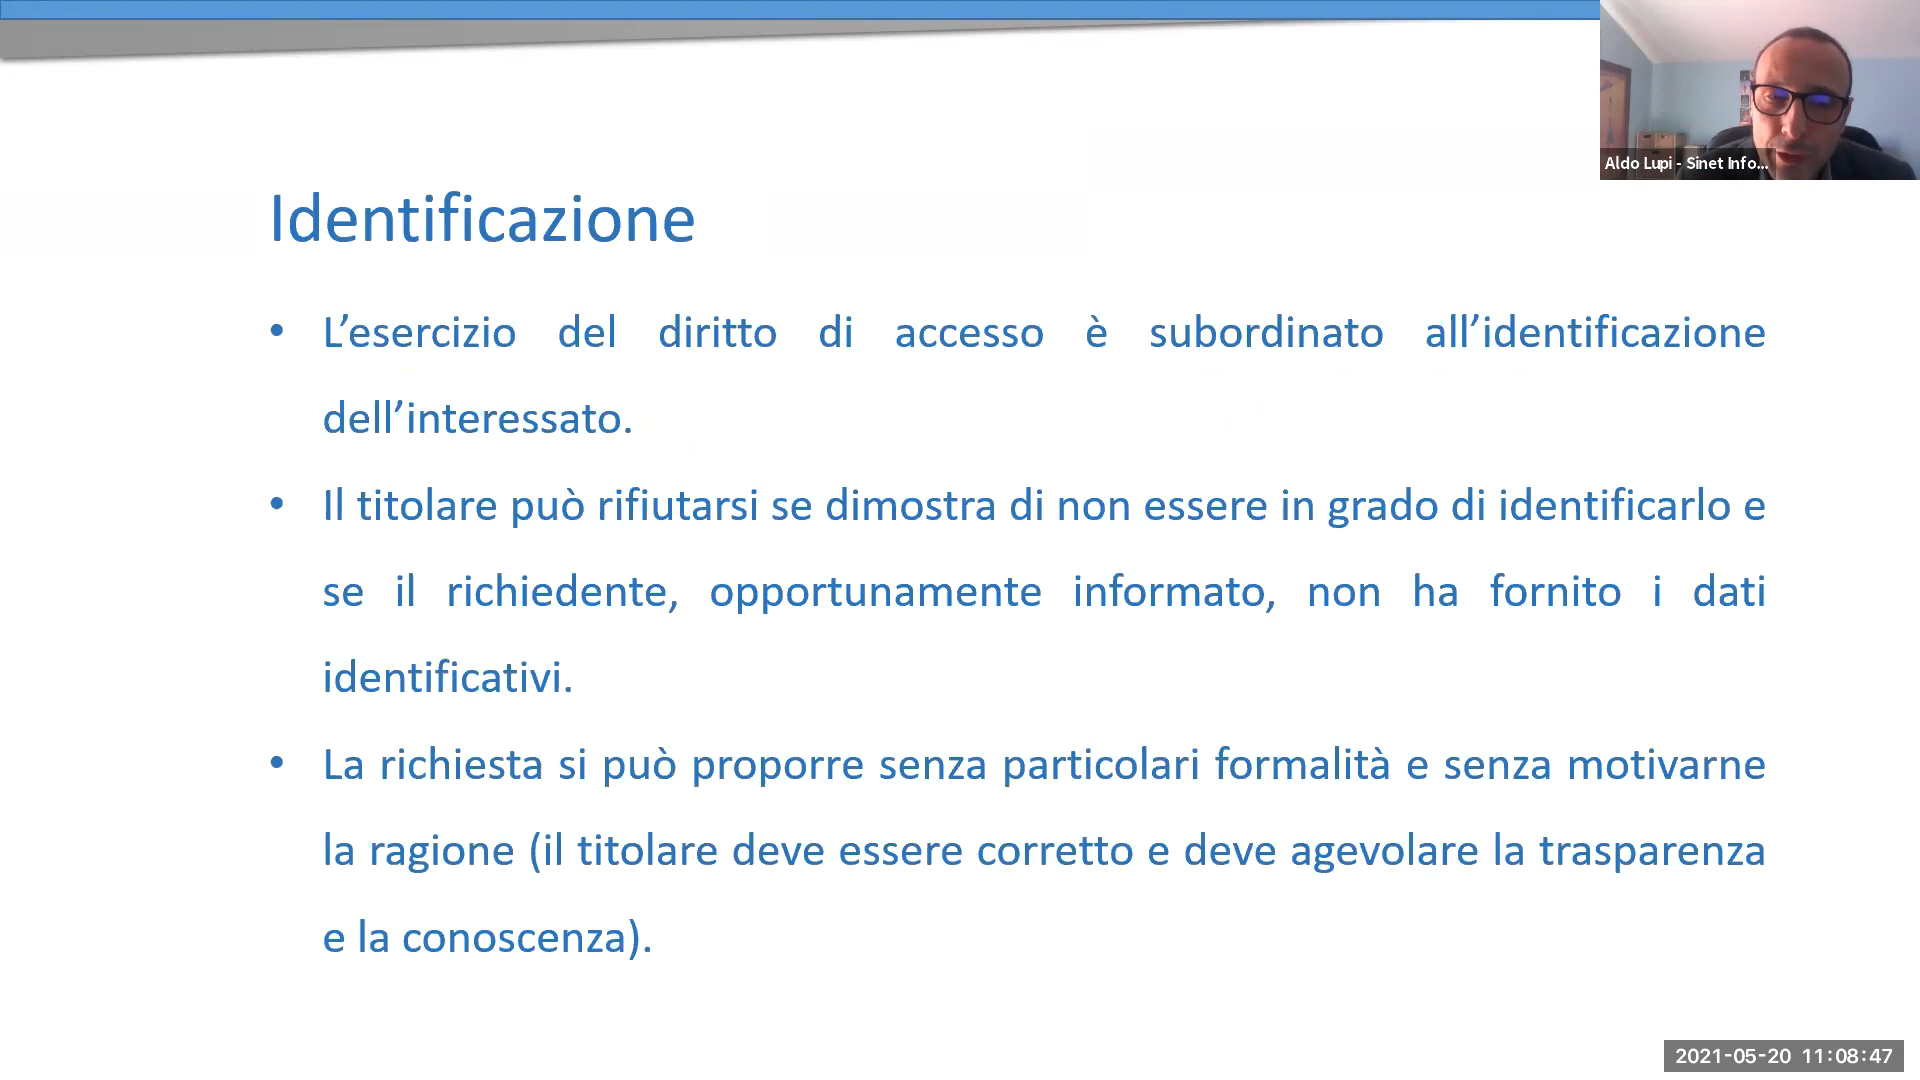 Aldo Lupi - Sinet Info...
Identificazione
• L’esercizio del diritto di accesso è subordinato all’identificazione
dell’interessato.
• Il titolare può rifiutarsi se dimostra di non essere in grado di identificarlo e
se il richiedente, opportunamente informato, non ha fornito i dati
identificativi.
• La richiesta si può proporre senza particolari formalità e senza motivarne
la ragione (il titolare deve essere corretto e deve agevolare la trasparenza
e la conoscenza).
2021-05-20 11:08:47